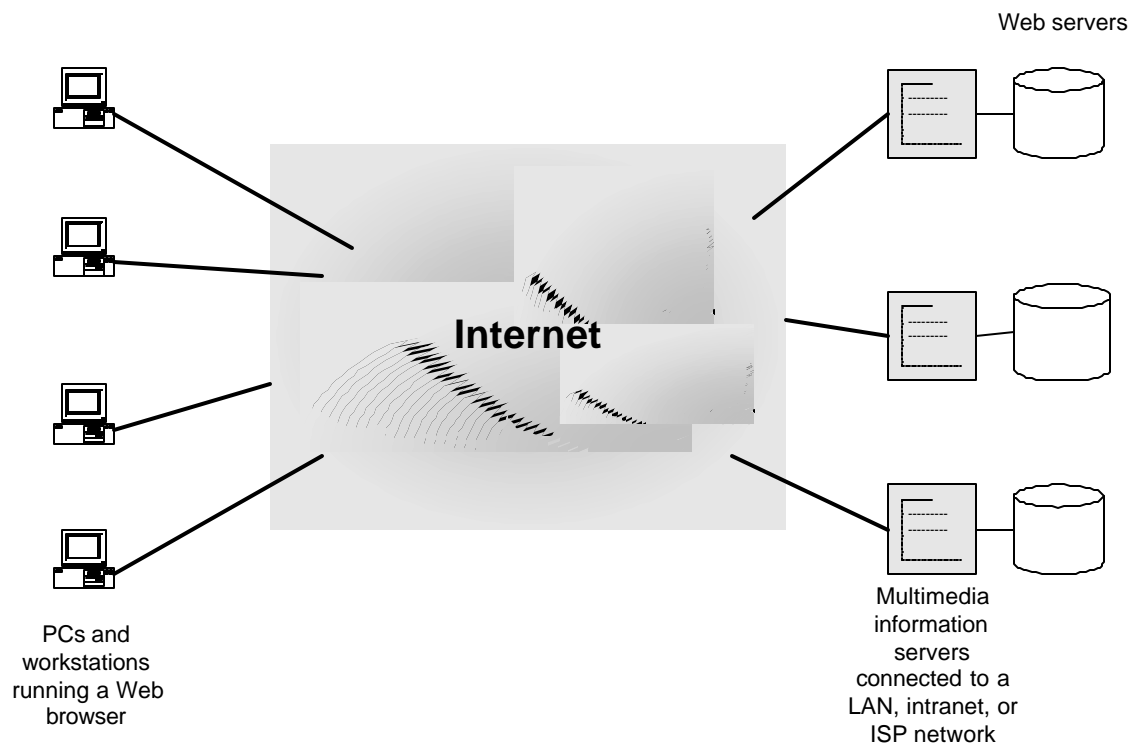 Web servers
Internet
PCs and
workstations
running a Web
browser
Multimedia
information
servers
connected to a
LAN, intranet, or
ISP network